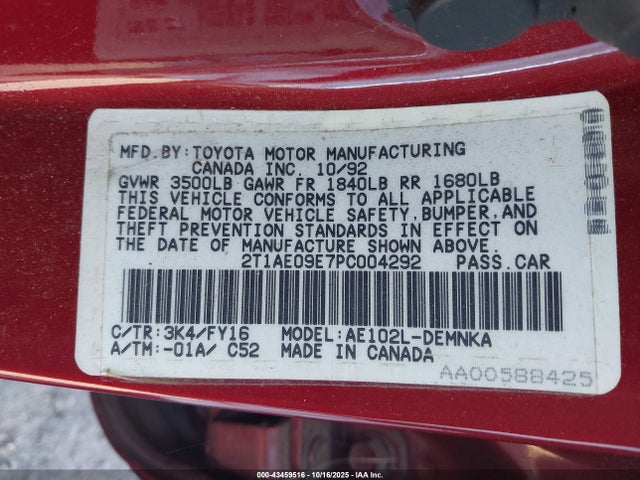 MFD.BY:TOYOTA MOTOR MANUFACTURING
CANADA INC. 10/92
GVWR 3500LB GAWR FR 1840LB RR 1680LB
THIS VEHICLE CONFORMS TO ALL APPLICABLE
FEDERAL MOTOR VEHICLE SAFETY,BUMPER,AND
THEFT PREVENTION STANDARDS IN EFFECT ON
THE DATE OF MANUFACTURE SHOWN ABOVE.
2T1AE09E7PC004292 PASS.CAR
C/TR:3K4/FY16 MODEL:AE102L-DEMNKA
A/TM:-01A/ C52 MADE IN CANADA
AA00588425
000-43459516 - 10/16/2025 - IAA Inc.